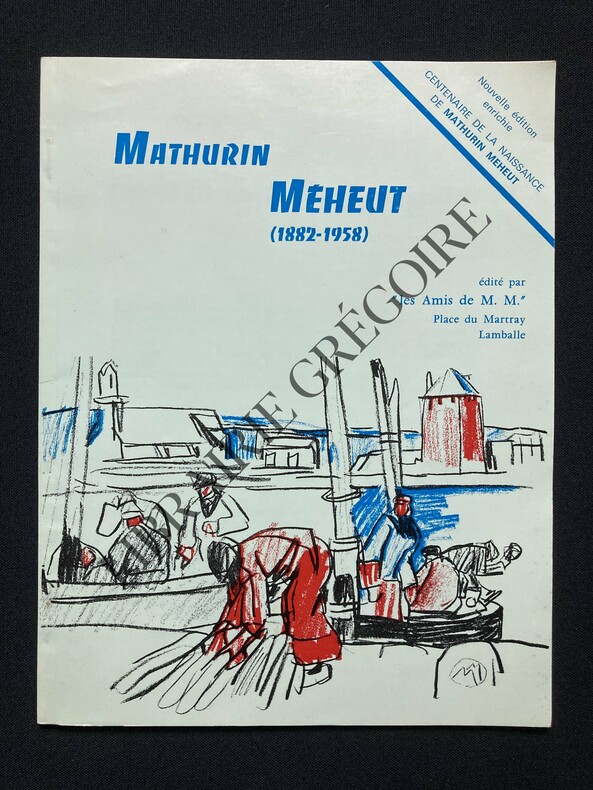 Nouvelle édition
enrichie
CENTENAIRE DE LA NAISSANCE
DE MATHURIN MEHEUT
MATHURIN
MÉHEUT
(1882-1958)
édité par
les Amis de M. M."
Place du Martray
Lamballe
LIBRAIRIE GRÉGOIRE
M